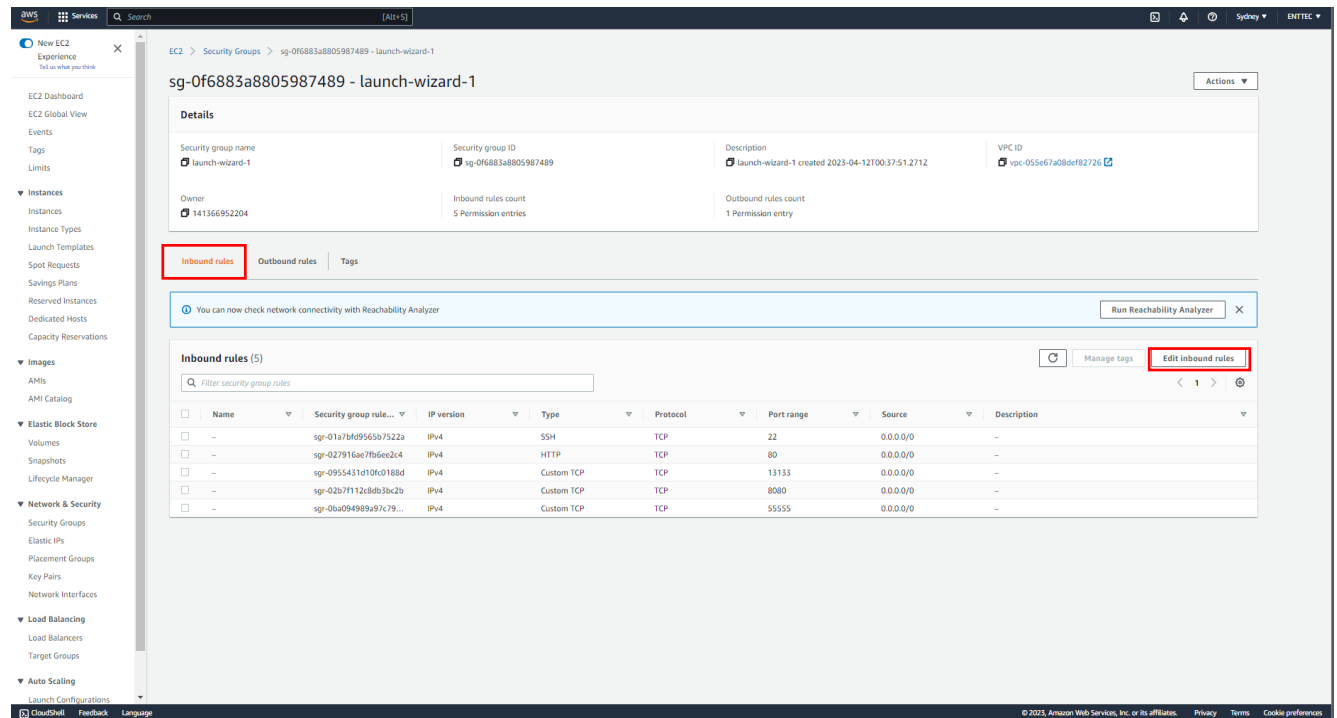 aws Services Search [Alt+S] Sydney ENTTEC
New EC2
Experience
Tell us what you think
EC2 Dashboard
EC2 Global View
Events
Tags
Limits
Instances
Instances
Instance Types
Launch Templates
Spot Requests
Savings Plans
Reserved Instances
Dedicated Hosts
Capacity Reservations
Images
AMIs
AMI Catalog
Elastic Block Store
Volumes
Snapshots
Lifecycle Manager
Network & Security
Security Groups
Elastic IPs
Placement Groups
Key Pairs
Network Interfaces
Load Balancing
Load Balancers
Target Groups
Auto Scaling
Launch Configurations
EC2 > Security Groups > sg-0f6883a8805987489 - launch-wizard-1
sg-0f6883a8805987489 - launch-wizard-1 Actions
Details
Security group name Security group ID Description VPC ID
launch-wizard-1 sg-0f6883a8805987489 launch-wizard-1 created 2023-04-12T00:37:51.271Z vpc-055e67a08def82726
Owner Inbound rules count Outbound rules count
141366952204 5 Permission entries 1 Permission entry
Inbound rules Outbound rules Tags
You can now check network connectivity with Reachability Analyzer Run Reachability Analyzer
Inbound rules (5) Manage tags Edit inbound rules
Filter security group rules < 1 >
Name Security group rule... IP version Type Protocol Port range Source Description
– sgr-01a7bfd9565b7522a IPv4 SSH TCP 22 0.0.0.0/0 –
– sgr-027916ae7fb6ee2c4 IPv4 HTTP TCP 80 0.0.0.0/0 –
– sgr-0955431d10fc0188d IPv4 Custom TCP TCP 13133 0.0.0.0/0 –
– sgr-02b7f112c8db3bc2b IPv4 Custom TCP TCP 8080 0.0.0.0/0 –
– sgr-0ba094989a97c79... IPv4 Custom TCP TCP 55555 0.0.0.0/0 –
CloudShell Feedback Language © 2023, Amazon Web Services, Inc. or its affiliates. Privacy Terms Cookie preferences